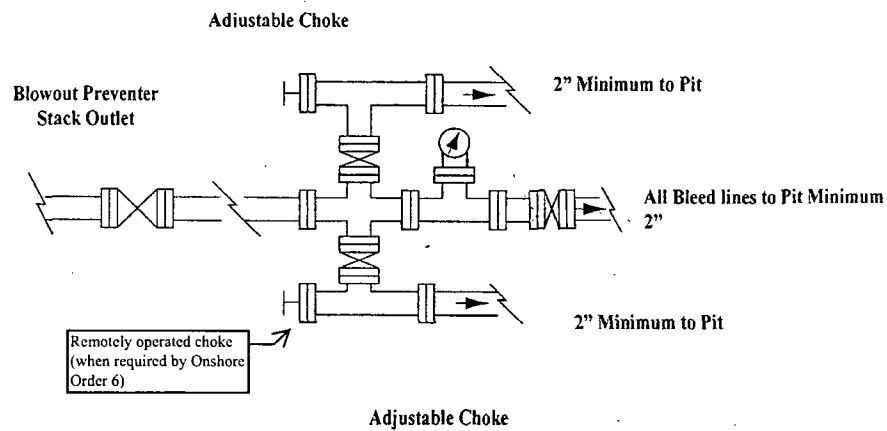 Adjustable Choke
2” Minimum to Pit
Blowout Preventer
Stack Outlet
All Bleed lines to Pit Minimum
2”
2” Minimum to Pit
Remotely operated choke
(when required by Onshore
Order 6)
Adjustable Choke